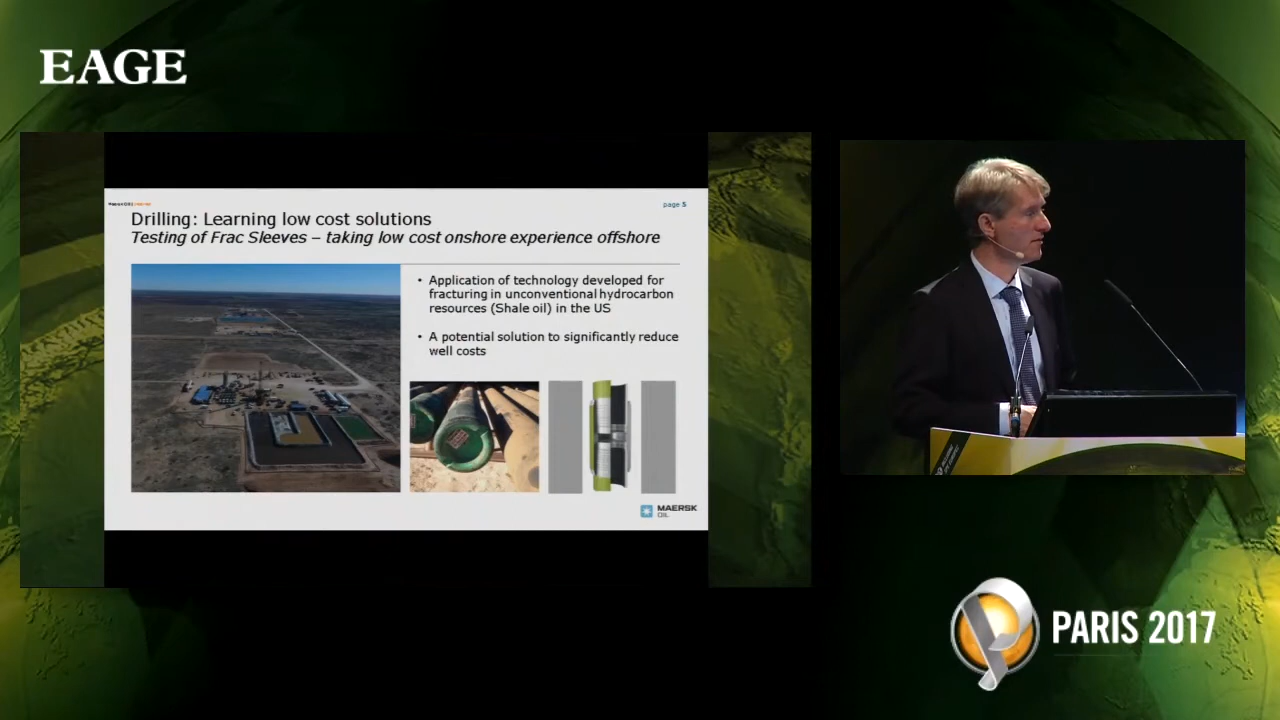 EAGE
page 5
Drilling: Learning low cost solutions
Testing of Frac Sleeves – taking low cost onshore experience offshore
• Application of technology developed for
fracturing in unconventional hydrocarbon
resources (Shale oil) in the US
• A potential solution to significantly reduce
well costs
MAERSK
OIL
PARIS 2017